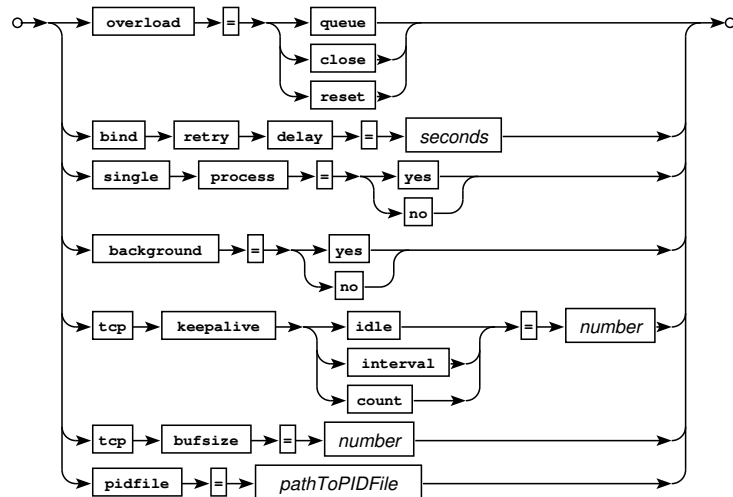 overload = queue
close
reset
bind retry delay = seconds
single process = yes
no
background = yes
no
tcp keepalive idle = number
interval
count
tcp bufsize = number
pidfile = pathToPIDFile